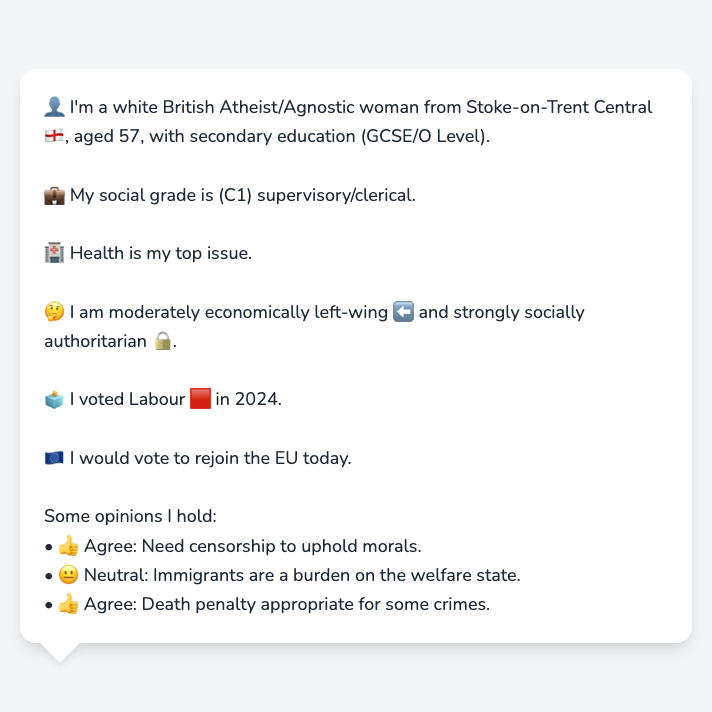 👤 I'm a white British Atheist/Agnostic woman from Stoke-on-Trent Central
🏴󠁧󠁢󠁥󠁮󠁧󠁿, aged 57, with secondary education (GCSE/O Level).
💼 My social grade is (C1) supervisory/clerical.
🏥 Health is my top issue.
🤔 I am moderately economically left-wing ⬅️ and strongly socially
authoritarian 🔒.
🗳️ I voted Labour 🟥 in 2024.
🇪🇺 I would vote to rejoin the EU today.
Some opinions I hold:
• 👍 Agree: Need censorship to uphold morals.
• 😐 Neutral: Immigrants are a burden on the welfare state.
• 👍 Agree: Death penalty appropriate for some crimes.